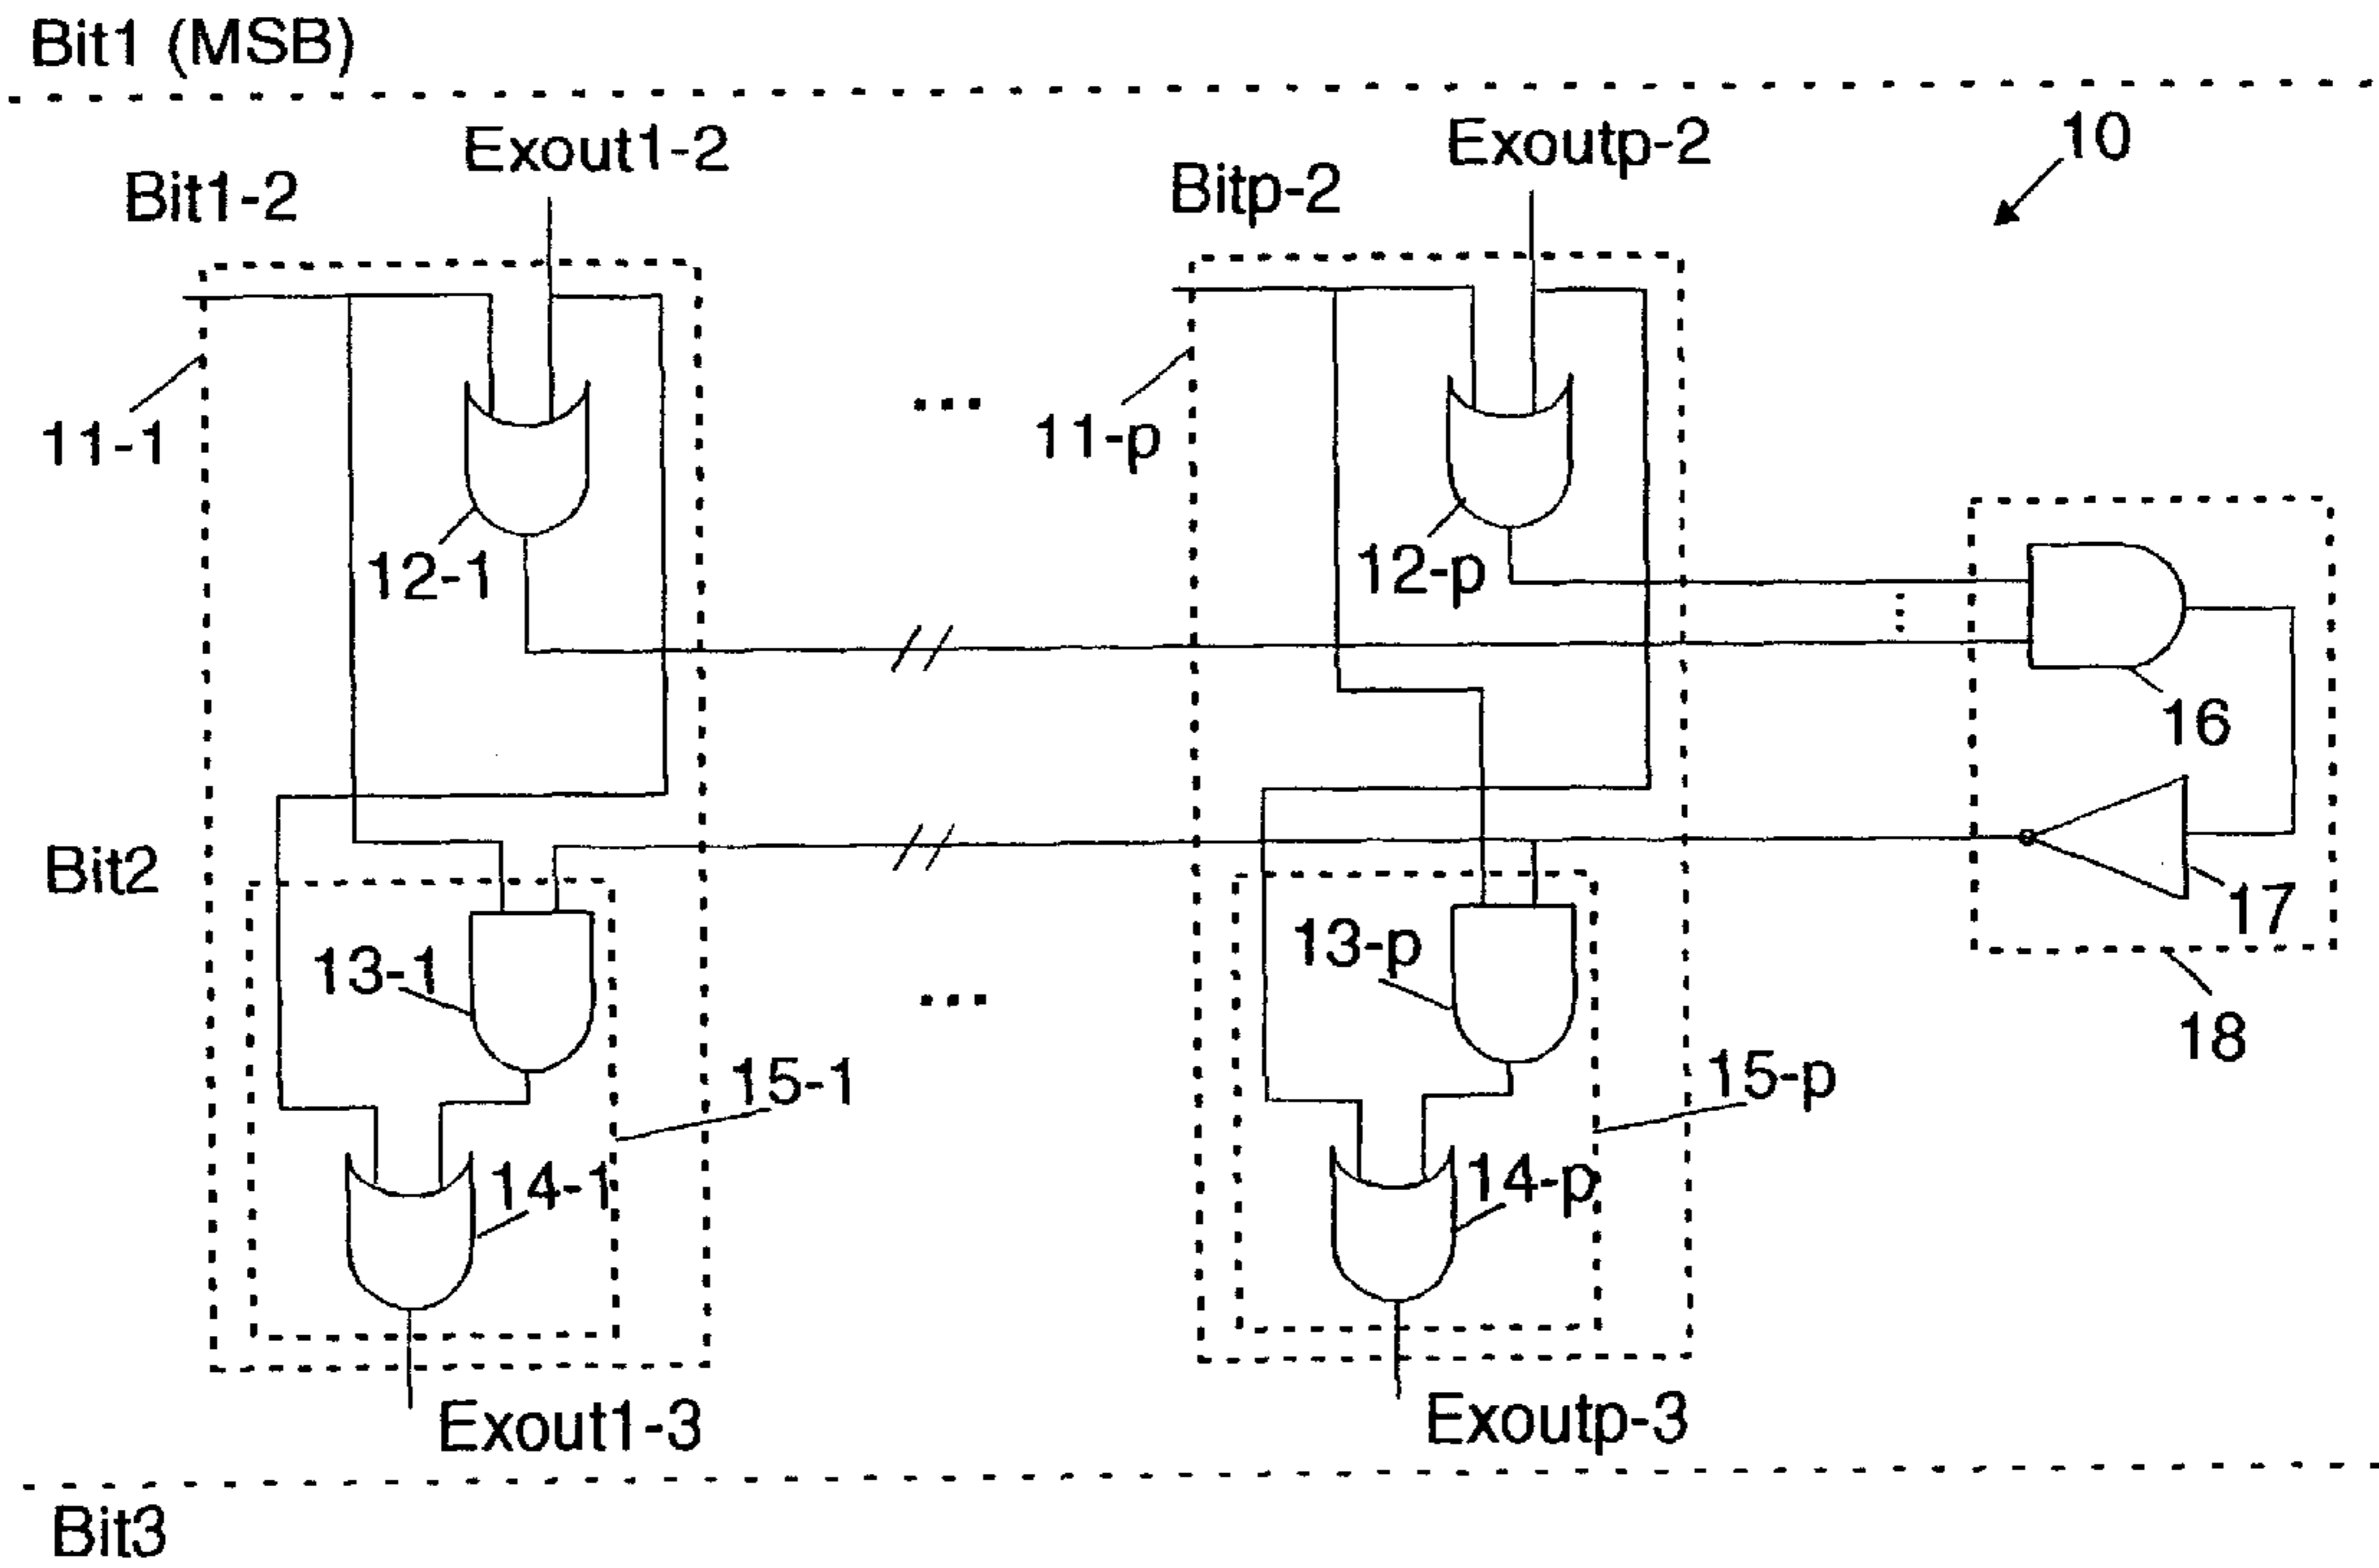 Bit1 (MSB)
Exout1-2
Exoutp-2
10
Bit1-2
Bitp-2
11-1
...
11-p
12-1
12-p
16
Bit2
17
13-1
13-p
...
18
15-1
15-p
14-1
14-p
Exout1-3
Exoutp-3
Bit3